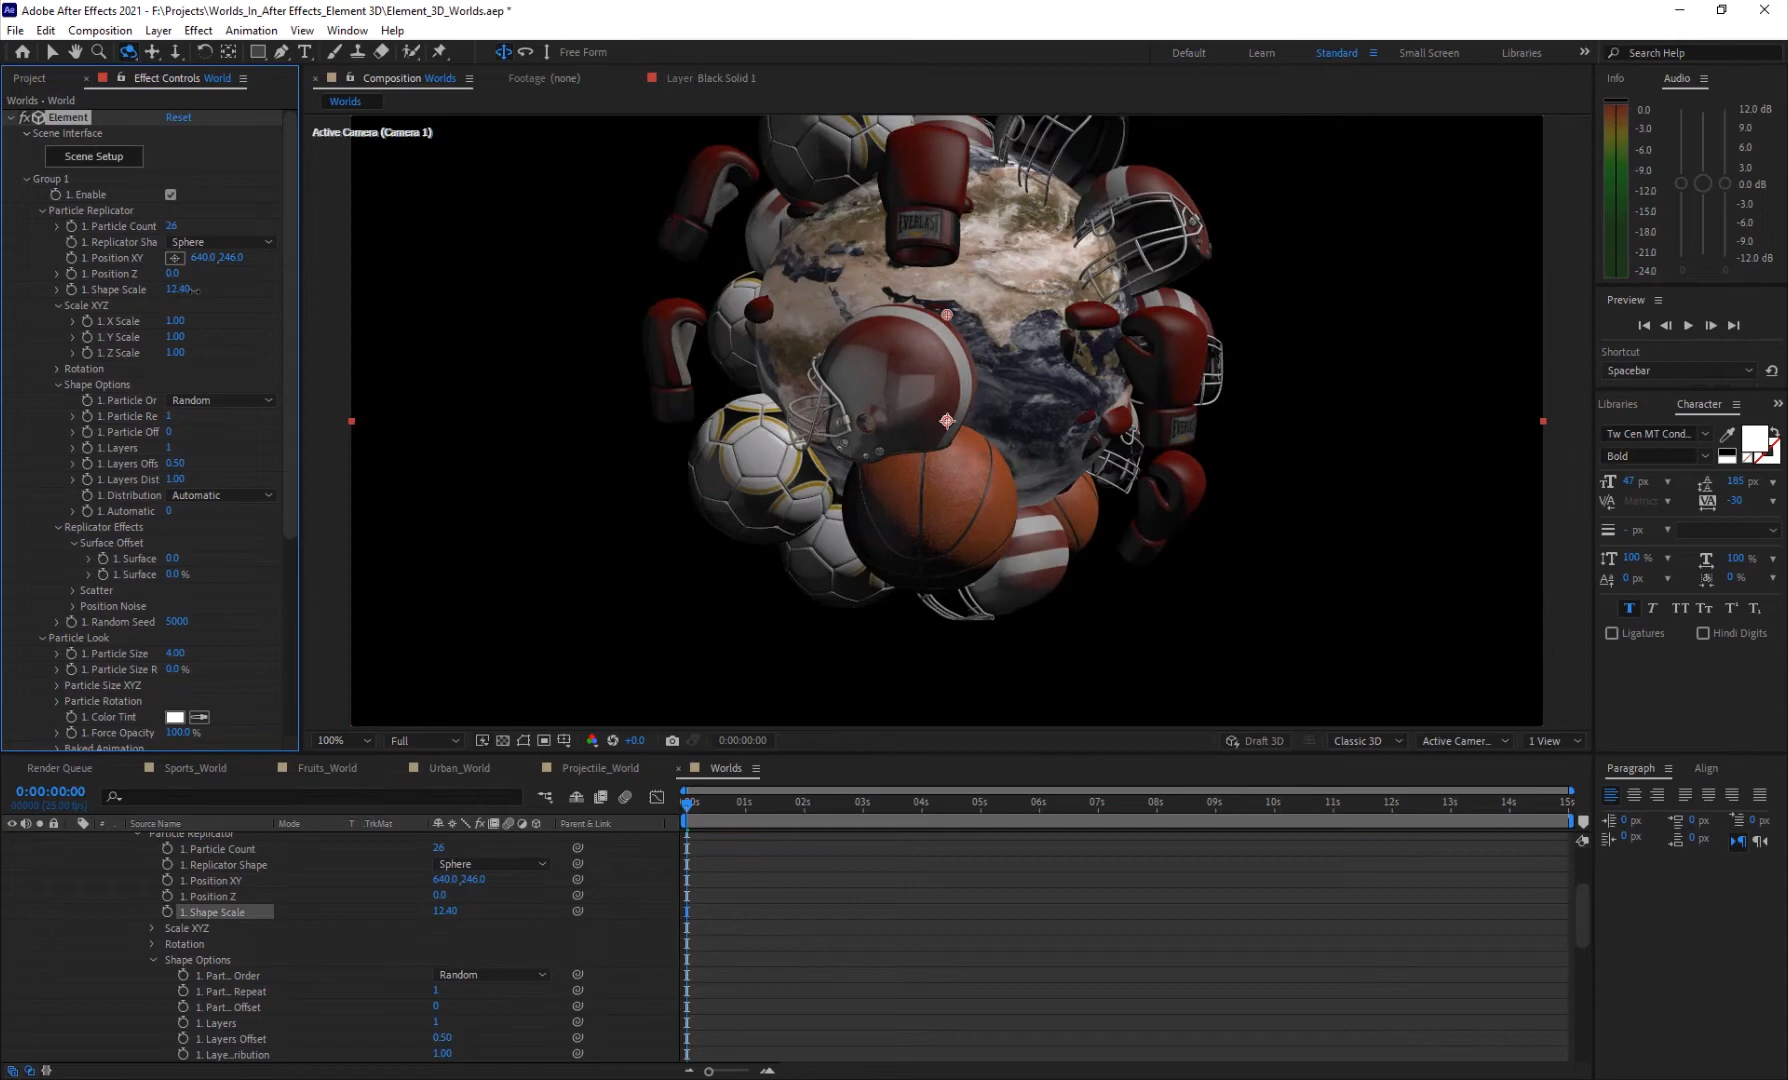 Adobe After Effects 2021 - F:\Projects\Worlds_In_After Effects_Element 3D\Element_3D_Worlds.aep *
File Edit Composition Layer Effect Animation View Window Help
Free Form Default Learn Standard Small Screen Libraries Search Help
Project Effect Controls World
Worlds • World
fx Element Reset
Scene Interface
Scene Setup
Group 1
1. Enable
Particle Replicator
1. Particle Count 26
1. Replicator Sha Sphere
1. Position XY 640.0,246.0
1. Position Z 0.0
1. Shape Scale 12.40
Scale XYZ
1. X Scale 1.00
1. Y Scale 1.00
1. Z Scale 1.00
Rotation
Shape Options
1. Particle Or Random
1. Particle Re 1
1. Particle Off 0
1. Layers 1
1. Layers Offs 0.50
1. Layers Dist 1.00
1. Distribution Automatic
1. Automatic 0
Replicator Effects
Surface Offset
1. Surface 0.0
1. Surface 0.0 %
Scatter
Position Noise
1. Random Seed 5000
Particle Look
1. Particle Size 4.00
1. Particle Size R 0.0 %
Particle Size XYZ
Particle Rotation
1. Color Tint
1. Force Opacity 100.0 %
Baked Animation
Composition Worlds Footage (none) Layer Black Solid 1
Worlds
Active Camera (Camera 1)
EVERLAST
EVERLAST
100% Full +0.0 0:00:00:00 Draft 3D Classic 3D Active Camer... 1 View
Info Audio
0.0 12.0 dB
-3.0 9.0
-6.0 6.0
-9.0 3.0
-12.0 0.0 dB
-15.0 -3.0
-18.0 -6.0
-21.0 -9.0
-24.0 -12.0 dB
0 0
Preview
Shortcut
Spacebar
Libraries Character
Tw Cen MT Cond...
Bold
47 px 185 px
Metrics -30
- px
100 % 100 %
0 px 0 %
T T TT Tt T¹ T₁
Ligatures Hindi Digits
Paragraph Align
0 px 0 px 0 px
0 px 0 px
Render Queue Sports_World Fruits_World Urban_World Projectile_World Worlds
0:00:00:00
00000 (25.00 fps)
# Source Name Mode T TrkMat fx Parent & Link
:00s 01s 02s 03s 04s 05s 06s 07s 08s 09s 10s 11s 12s 13s 14s 15s
Particle Replicator
1. Particle Count 26
1. Replicator Shape Sphere
1. Position XY 640.0,246.0
1. Position Z 0.0
1. Shape Scale 12.40
Scale XYZ
Rotation
Shape Options
1. Part... Order Random
1. Part... Repeat 1
1. Part... Offset 0
1. Layers 1
1. Layers Offset 0.50
1. Laye...ribution 1.00